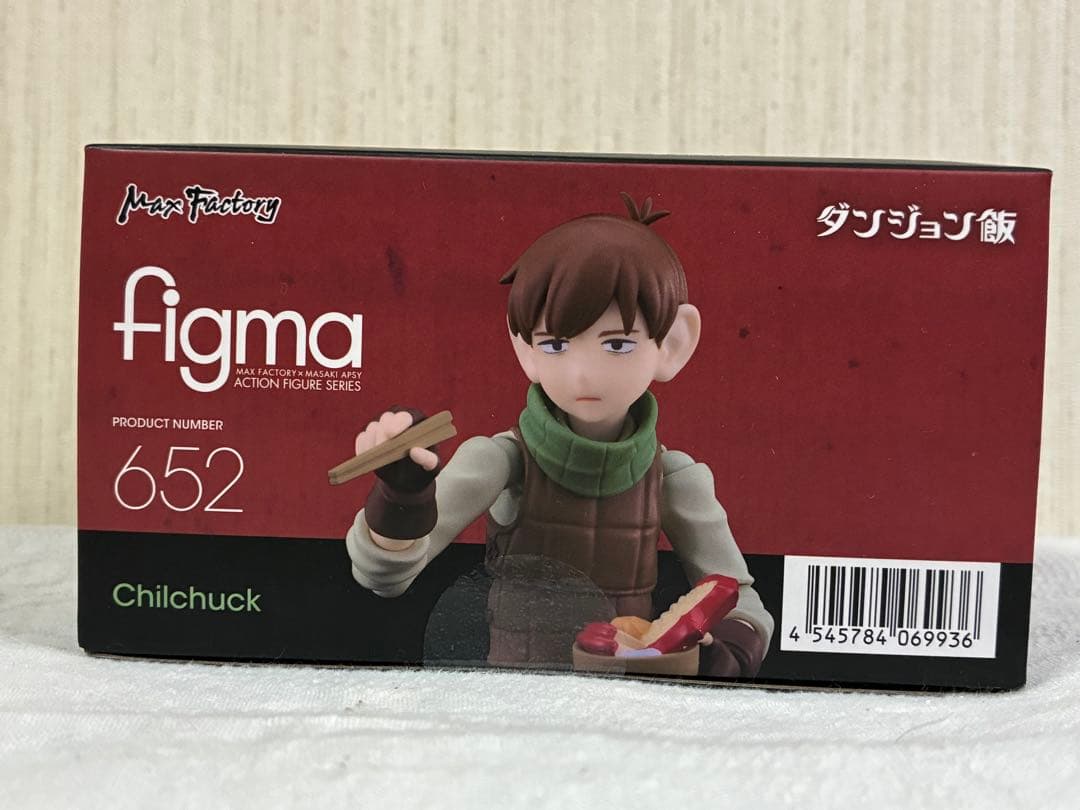 Max Factory
ダンジョン飯
figma
MAX FACTORY×MASAKI APSY
ACTION FIGURE SERIES
PRODUCT NUMBER
652
Chilchuck
4 545784 069936